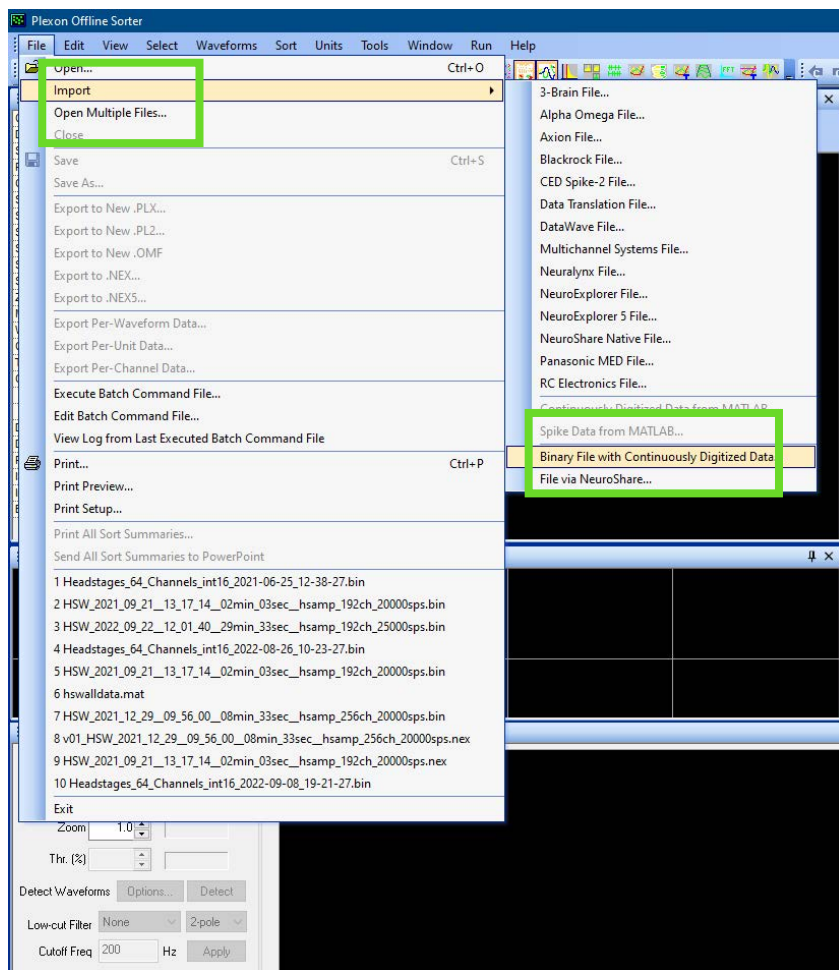 Plexon Offline Sorter
File Edit View Select Waveforms Sort Units Tools Window Run Help
Open... Ctrl+O
Import
Open Multiple Files...
Close
Save Ctrl+S
Save As...
Export to New .PLX...
Export to New .PL2...
Export to New .OMF
Export to .NEX...
Export to .NEX5...
Export Per-Waveform Data...
Export Per-Unit Data...
Export Per-Channel Data...
Execute Batch Command File...
Edit Batch Command File...
View Log from Last Executed Batch Command File
Print... Ctrl+P
Print Preview...
Print Setup...
Print All Sort Summaries...
Send All Sort Summaries to PowerPoint
1 Headstages_64_Channels_int16_2021-06-25_12-38-27.bin
2 HSW_2021_09_21__13_17_14__02min_03sec__hsamp_192ch_20000sps.bin
3 HSW_2022_09_22__12_01_40__29min_33sec__hsamp_192ch_25000sps.bin
4 Headstages_64_Channels_int16_2022-08-26_10-23-27.bin
5 HSW_2021_09_21__13_17_14__02min_03sec__hsamp_192ch_20000sps.bin
6 hswalldata.mat
7 HSW_2021_12_29__09_56_00__08min_33sec__hsamp_256ch_20000sps.bin
8 v01_HSW_2021_12_29__09_56_00__08min_33sec__hsamp_256ch_20000sps.nex
9 HSW_2021_09_21__13_17_14__02min_03sec__hsamp_192ch_20000sps.nex
10 Headstages_64_Channels_int16_2022-09-08_19-21-27.bin
Exit
3-Brain File...
Alpha Omega File...
Axion File...
Blackrock File...
CED Spike-2 File...
Data Translation File...
DataWave File...
Multichannel Systems File...
Neuralynx File...
NeuroExplorer File...
NeuroExplorer 5 File...
NeuroShare Native File...
Panasonic MED File...
RC Electronics File...
Continuously Digitized Data from MATLAB
Spike Data from MATLAB...
Binary File with Continuously Digitized Data
File via NeuroShare...
Zoom 1.0
Thr. (%)
Detect Waveforms Options... Detect
Low-cut Filter None 2-pole
Cutoff Freq 200 Hz Apply